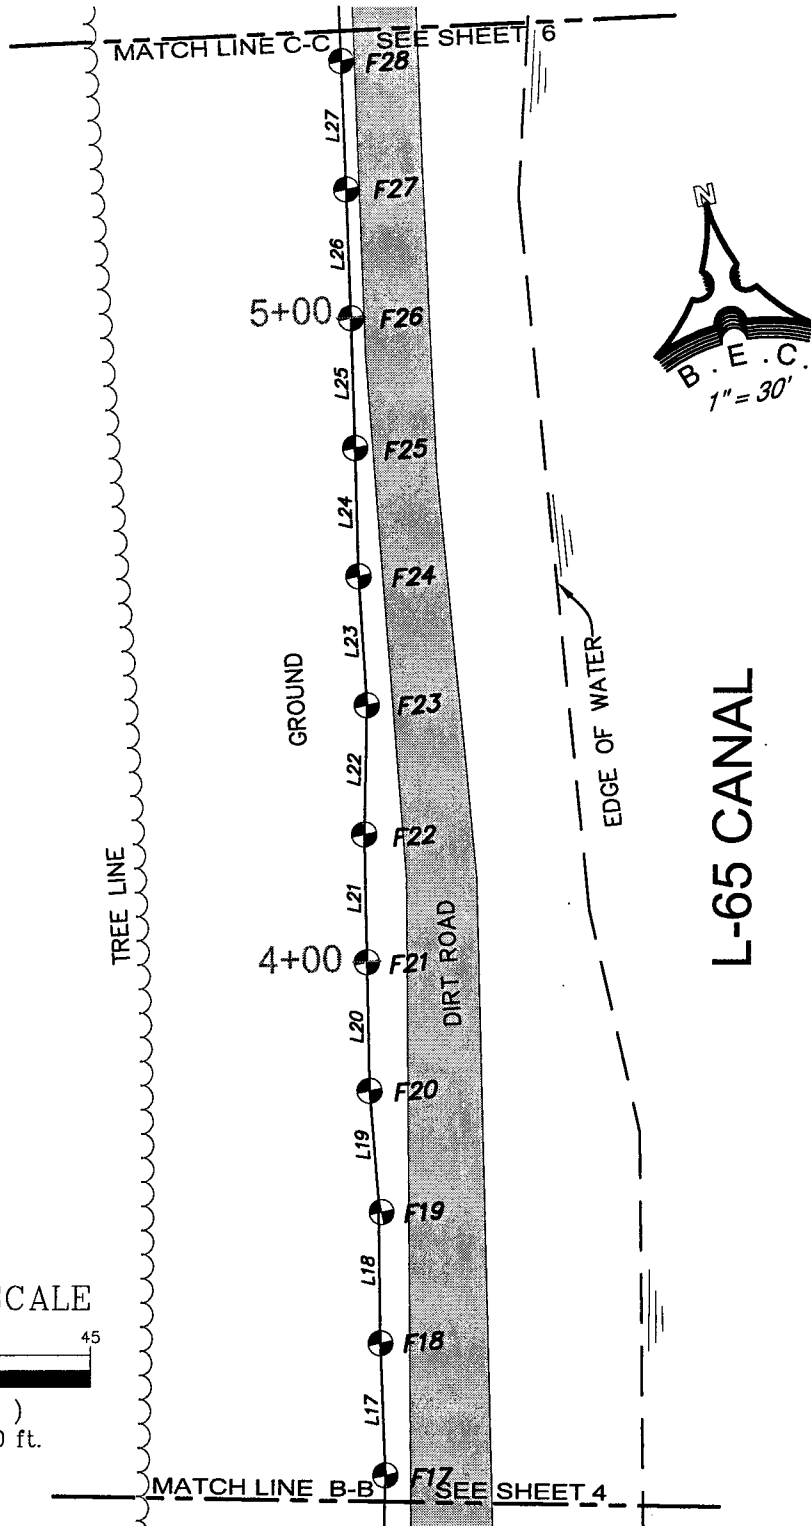 MATCH LINE C-C SEE SHEET 6
F28
L27
F27
L26
N
5+00
F26
B . E . C .
1" = 30'
L25
F25
L24
F24
L23
GROUND
F23
EDGE OF WATER
L-65 CANAL
L22
F22
TREE LINE
L21
4+00
F21
DIRT ROAD
L20
F20
L19
F19
L18
CALE
45
F18
)
ft.
L17
F17
MATCH LINE B-B SEE SHEET 4